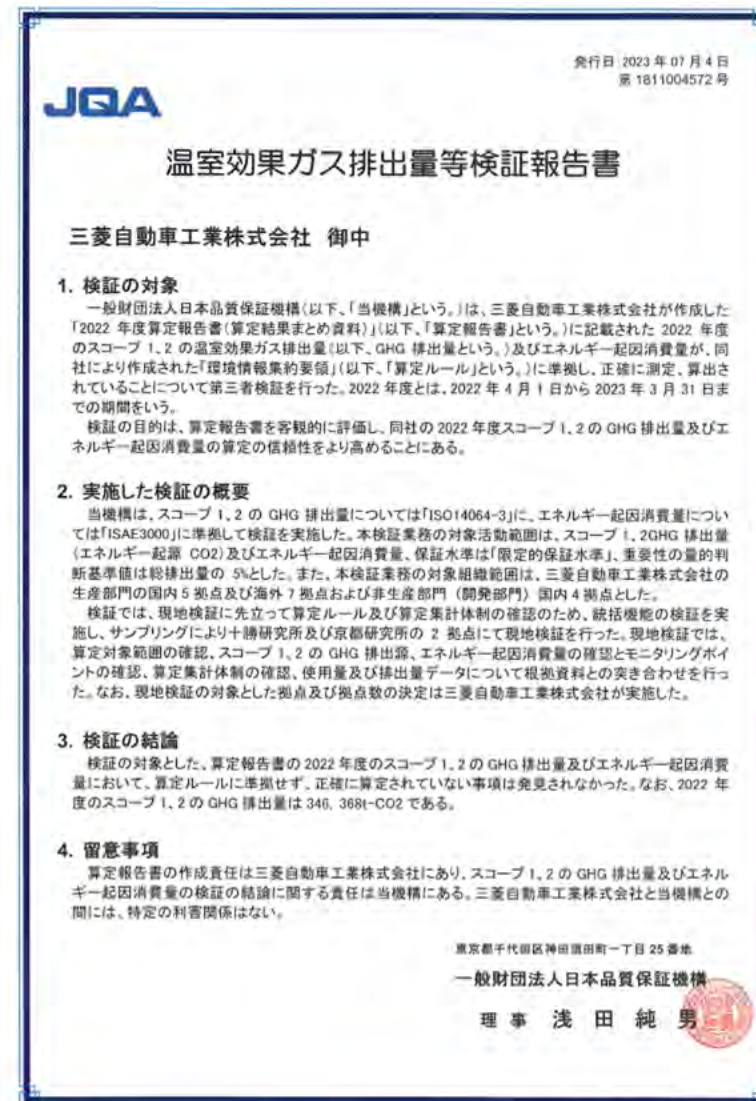 発行日 2023 年 07 月 4 日
第 1811004572 号
JQA
温室効果ガス排出量等検証報告書
三菱自動車工業株式会社 御中
1. 検証の対象
一般財団法人日本品質保証機構(以下、「当機構」という。)は、三菱自動車工業株式会社が作成した
「2022 年度算定報告書(算定結果まとめ資料)」(以下、「算定報告書」という。)に記載された 2022 年度
のスコープ 1、2 の温室効果ガス排出量(以下、GHG 排出量という。)及びエネルギー起因消費量が、同
社により作成された「環境情報集約要領」(以下、「算定ルール」という。)に準拠し、正確に測定、算出さ
れていることについて第三者検証を行った。2022 年度とは、2022 年 4 月 1 日から 2023 年 3 月 31 日ま
での期間をいう。
検証の目的は、算定報告書を客観的に評価し、同社の 2022 年度スコープ 1、2 の GHG 排出量及びエ
ネルギー起因消費量の算定の信頼性をより高めることにある。
2. 実施した検証の概要
当機構は、スコープ 1、2 の GHG 排出量については「ISO14064-3」に、エネルギー起因消費量につい
ては「ISAE3000」に準拠して検証を実施した。本検証業務の対象活動範囲は、スコープ 1、2GHG 排出量
(エネルギー起源 CO2)及びエネルギー起因消費量、保証水準は「限定的保証水準」、重要性の量的判
断基準値は総排出量の 5%とした。また、本検証業務の対象組織範囲は、三菱自動車工業株式会社の
生産部門の国内 5 拠点及び海外 7 拠点および非生産部門 (開発部門) 国内 4 拠点とした。
検証では、現地検証に先立って算定ルール及び算定集計体制の確認のため、統括機能の検証を実
施し、サンプリングにより十勝研究所及び京都研究所の 2 拠点にて現地検証を行った。現地検証では、
算定対象範囲の確認、スコープ 1、2 の GHG 排出源、エネルギー起因消費量の確認とモニタリングポイ
ントの確認、算定集計体制の確認、使用量及び排出量データについて根拠資料との突き合わせを行っ
た。なお、現地検証の対象とした拠点及び拠点数の決定は三菱自動車工業株式会社が実施した。
3. 検証の結論
検証の対象とした、算定報告書の 2022 年度のスコープ 1、2 の GHG 排出量及びエネルギー起因消費
量において、算定ルールに準拠せず、正確に算定されていない事項は発見されなかった。なお、2022 年
度のスコープ 1、2 の GHG 排出量は 346, 368t-CO2 である。
4. 留意事項
算定報告書の作成責任は三菱自動車工業株式会社にあり、スコープ 1、2 の GHG 排出量及びエネル
ギー起因消費量の検証の結論に関する責任は当機構にある。三菱自動車工業株式会社と当機構との
間には、特定の利害関係はない。
東京都千代田区神田須田町一丁目 25 番地
一般財団法人日本品質保証機構
理事 浅田純男